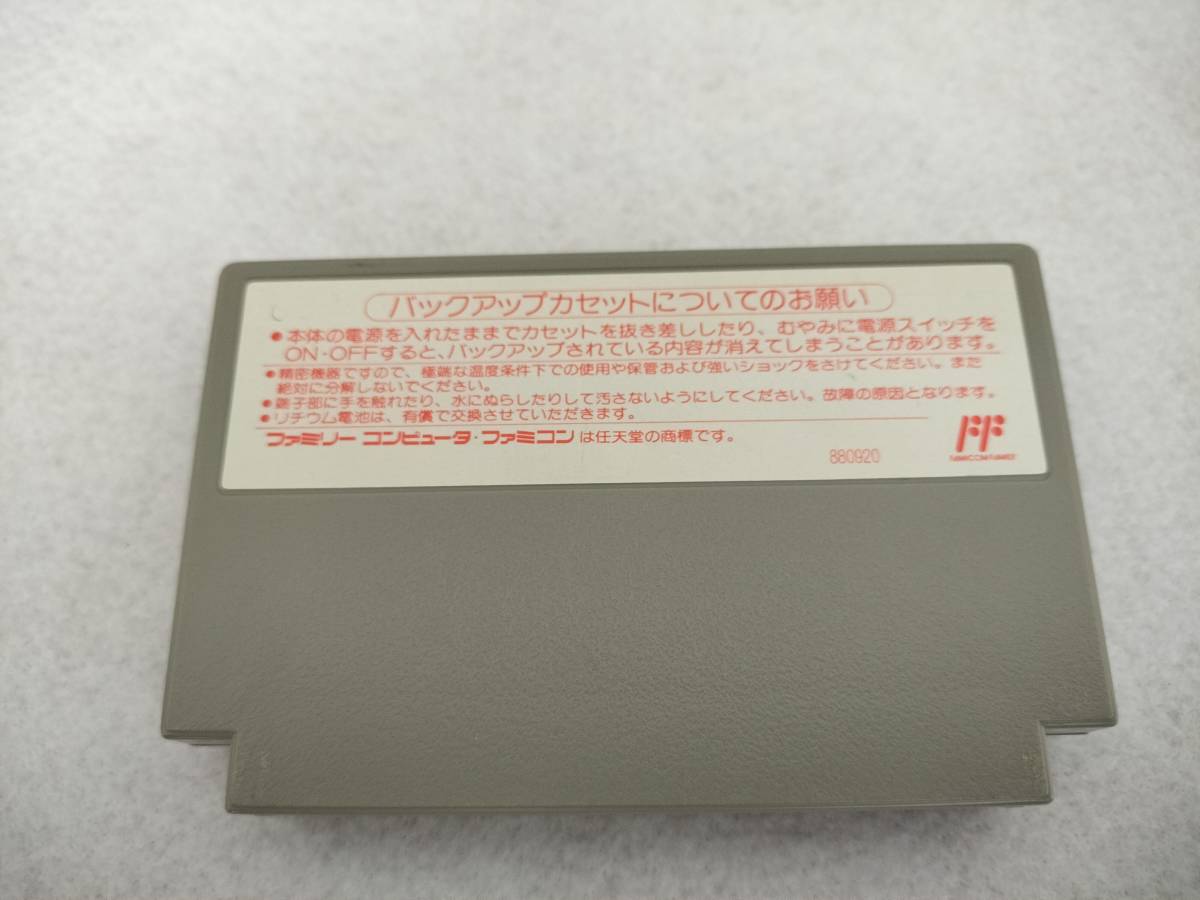 バックアップカセットについてのお願い
●本体の電源を入れたままでカセットを抜き差ししたり、むやみに電源スイッチを
ON・OFFすると、バックアップされている内容が消えてしまうことがあります。
●精密機器ですので、極端な温度条件下での使用や保管および強いショックをさけてください。また
絶対に分解しないでください。
●端子部に手を触れたり、水にぬらしたりして汚さないようにしてください。故障の原因となります。
●リチウム電池は、有償で交換させていただきます。
ファミリーコンピュータ・ファミコンは任天堂の商標です。
880920
FF
FAMICOM FAMILY